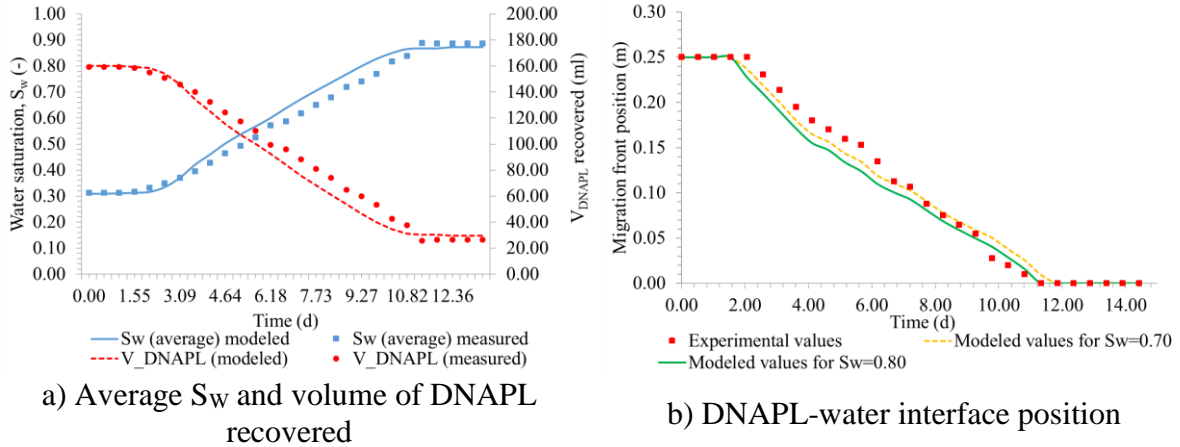 1.00
0.90
0.80
0.70
0.60
0.50
0.40
0.30
0.20
0.10
0.00
Water saturation, Sw (-)
200.00
180.00
160.00
140.00
120.00
100.00
80.00
60.00
40.00
20.00
0.00
VDNAPL recovered (ml)
0.00 1.55 3.09 4.64 6.18 7.73 9.27 10.82 12.36
Time (d)
Sw (average) modeled Sw (average) measured
V_DNAPL (modeled) V_DNAPL (measured)
a) Average Sw and volume of DNAPL
recovered
0.30
0.25
0.20
0.15
0.10
0.05
0.00
Migration front position (m)
0.00 2.00 4.00 6.00 8.00 10.00 12.00 14.00
Time (d)
Experimental values Modeled values for Sw=0.70
Modeled values for Sw=0.80
b) DNAPL-water interface position